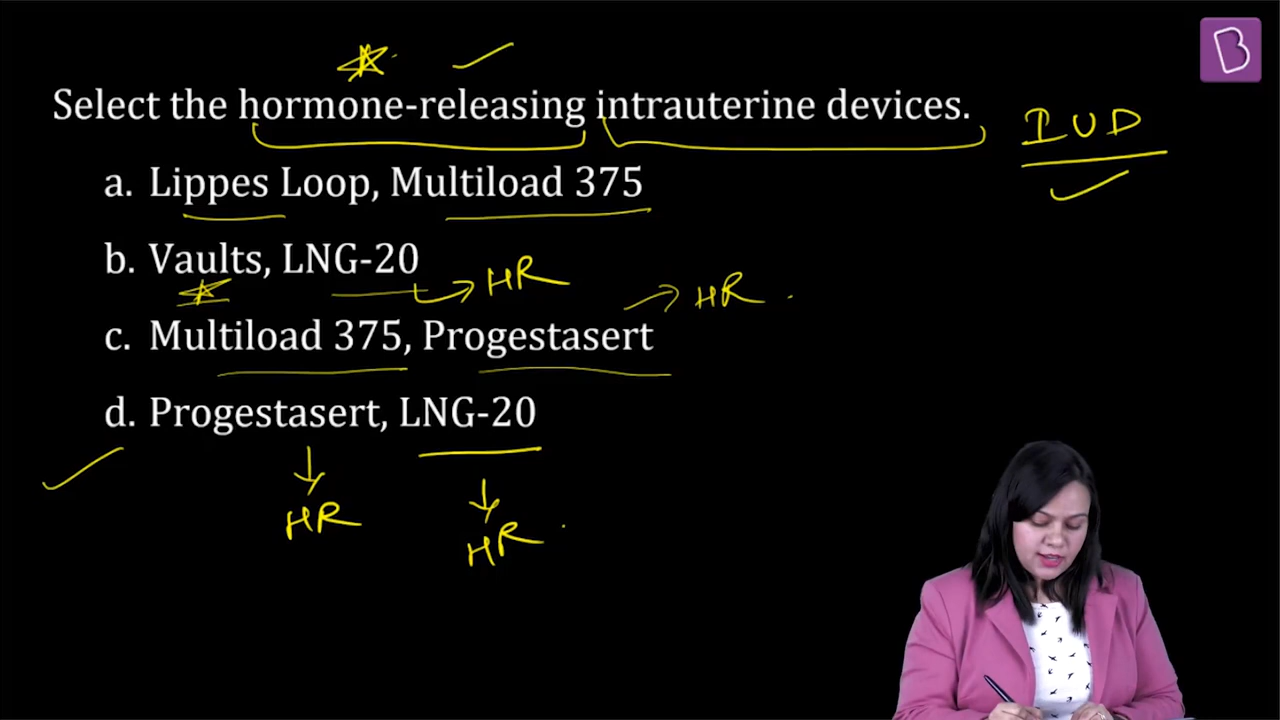 Select the hormone-releasing intrauterine devices.
IUD
a. Lippes Loop, Multiload 375
b. Vaults, LNG-20
HR
HR
c. Multiload 375, Progestasert
d. Progestasert, LNG-20
HR
HR
B